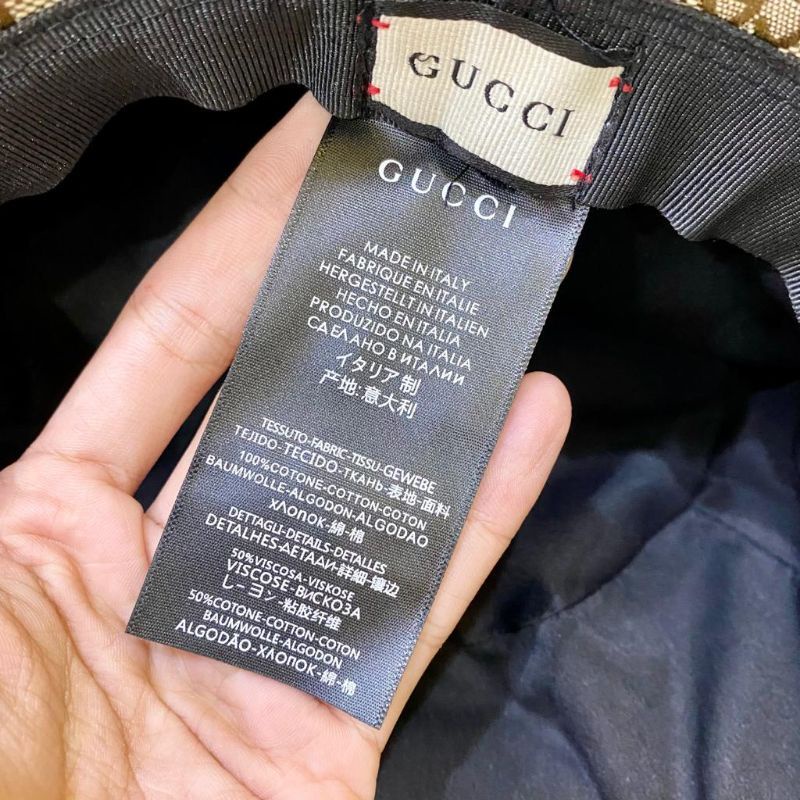 GUCCI
GUCCI
MADE IN ITALY
FABRIQUE EN ITALIE
HERGESTELLT IN ITALIEN
HECHO EN ITALIA
PRODUZIDO NA ITALIA
СДЕЛАНО В ИТАЛИИ
イタリア制
产地:意大利
TESSUTO-FABRIC-TISSU-GEWEBE
TEJIDO-TECIDO-ТКАНЬ-表地-面料
100%COTONE-COTTON-COTON
BAUMWOLLE-ALGODON-ALGODAO
ХЛОПОК-綿-棉
DETTAGLI-DETAILS-DETALLES
DETALHES-ДЕТАДИ-詳細-镶边
50%VISCOSA-VISKOSE
VISCOSE-ВИСКОЗА
レーヨン-粘胶纤维
50%COTONE-COTTON-COTON
BAUMWOLLE-ALGODON
ALGODÃO-ХЛОПОК-綿-棉